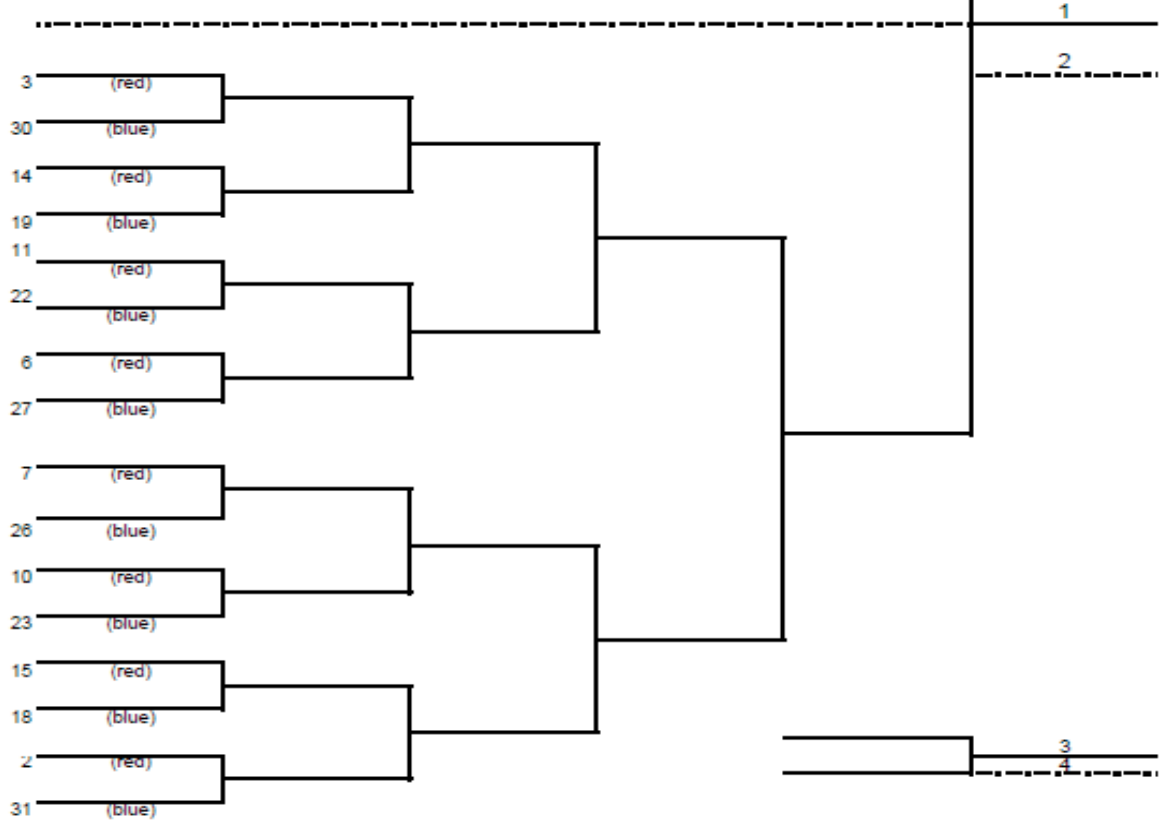 1
2
3 (red)
30 (blue)
14 (red)
19 (blue)
11 (red)
22 (blue)
6 (red)
27 (blue)
7 (red)
26 (blue)
10 (red)
23 (blue)
15 (red)
18 (blue)
3
2 (red)
4
31 (blue)